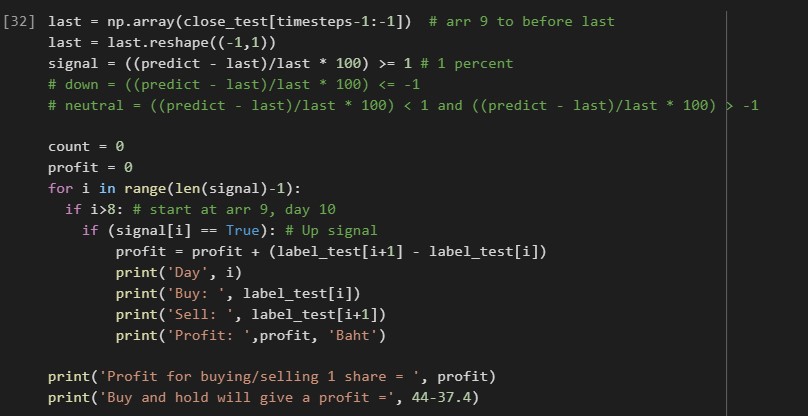 [32] last = np.array(close_test[timesteps-1:-1])  # arr 9 to before last
last = last.reshape((-1,1))
signal = ((predict - last)/last * 100) >= 1 # 1 percent
# down = ((predict - last)/last * 100) <= -1
# neutral = ((predict - last)/last * 100) < 1 and ((predict - last)/last * 100) > -1

count = 0
profit = 0
for i in range(len(signal)-1):
  if i>8: # start at arr 9, day 10
    if (signal[i] == True): # Up signal
        profit = profit + (label_test[i+1] - label_test[i])
        print('Day', i)
        print('Buy: ', label_test[i])
        print('Sell: ', label_test[i+1])
        print('Profit: ',profit, 'Baht')

print('Profit for buying/selling 1 share = ', profit)
print('Buy and hold will give a profit =', 44-37.4)